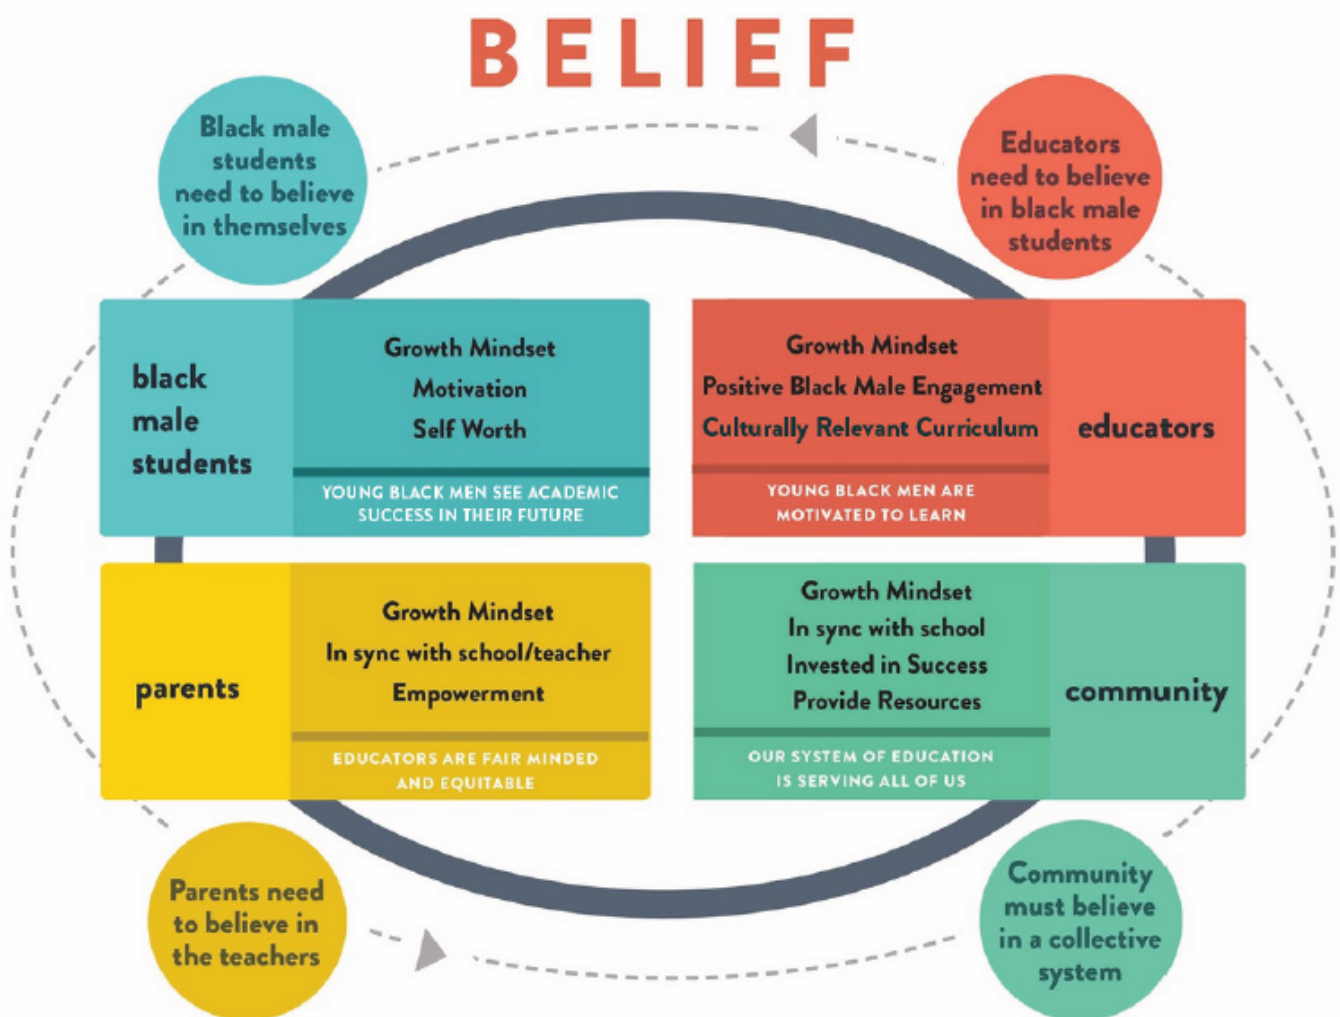 BELIEF
Black male
students
need to believe
in themselves
Educators
need to believe
in black male
students
black
male
students
Growth Mindset
Motivation
Self Worth
YOUNG BLACK MEN SEE ACADEMIC
SUCCESS IN THEIR FUTURE
Growth Mindset
Positive Black Male Engagement
Culturally Relevant Curriculum
YOUNG BLACK MEN ARE
MOTIVATED TO LEARN
educators
parents
Growth Mindset
In sync with school/teacher
Empowerment
EDUCATORS ARE FAIR MINDED
AND EQUITABLE
Growth Mindset
In sync with school
Invested in Success
Provide Resources
OUR SYSTEM OF EDUCATION
IS SERVING ALL OF US
community
Parents need
to believe in
the teachers
Community
must believe
in a collective
system